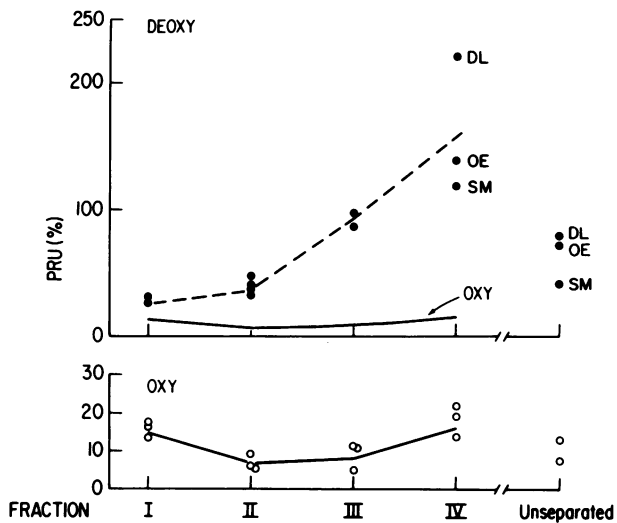 250
DEOXY
DL
200
OE
SM
100
DL
OE
SM
PRU (%)
OXY
0
30
OXY
20
10
0
FRACTION I II III IV Unseparated